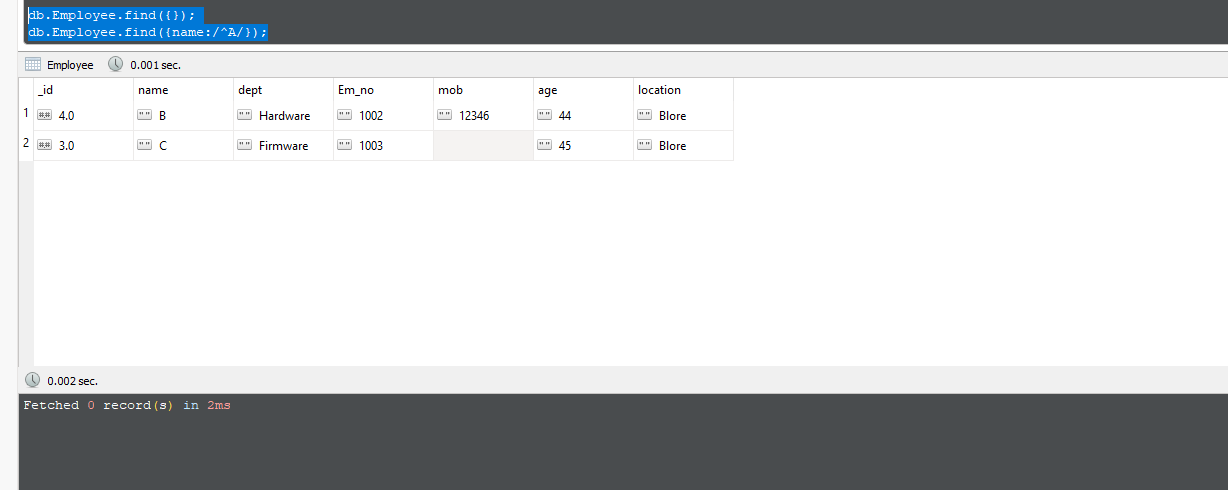 db.Employee.find({});
db.Employee.find({name:/^A/});
Employee 0.001 sec.
_id name dept Em_no mob age location
1 ## 4.0 "" B "" Hardware "" 1002 "" 12346 "" 44 "" Blore
2 ## 3.0 "" C "" Firmware "" 1003 "" 45 "" Blore
0.002 sec.
Fetched 0 record(s) in 2ms